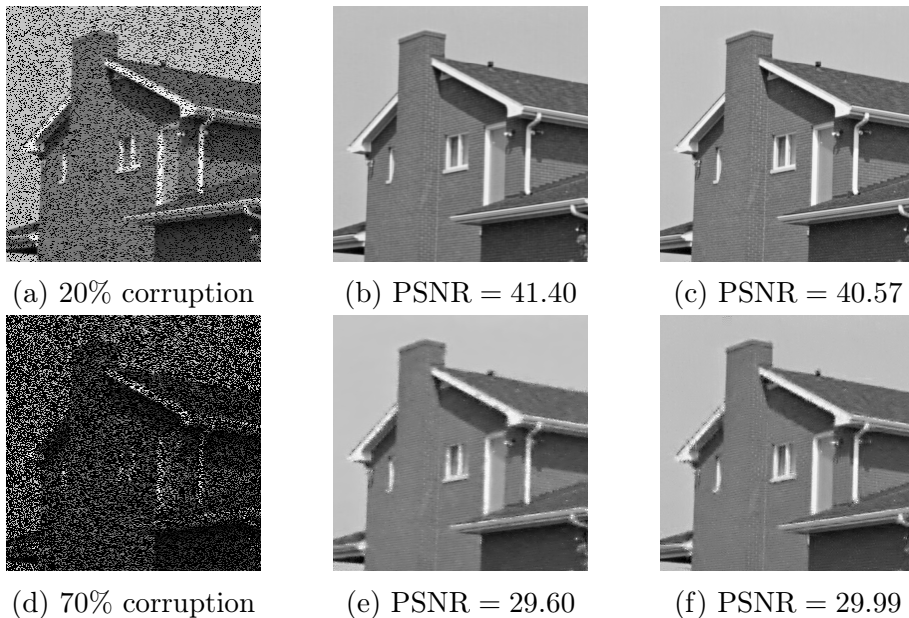 (a) 20% corruption
(b) PSNR = 41.40
(c) PSNR = 40.57
(d) 70% corruption
(e) PSNR = 29.60
(f) PSNR = 29.99